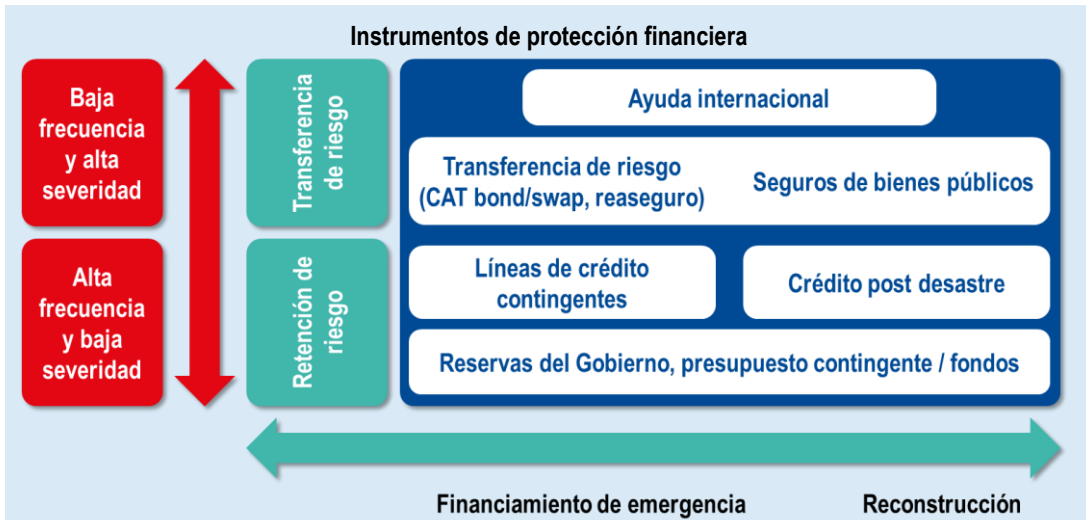 Instrumentos de protección financiera
Baja
frecuencia
y alta
severidad
Transferencia
de riesgo
Ayuda internacional
Transferencia de riesgo
(CAT bond/swap, reaseguro)
Seguros de bienes públicos
Alta
frecuencia
y baja
severidad
Retención de
riesgo
Líneas de crédito
contingentes
Crédito post desastre
Reservas del Gobierno, presupuesto contingente / fondos
Financiamiento de emergencia
Reconstrucción